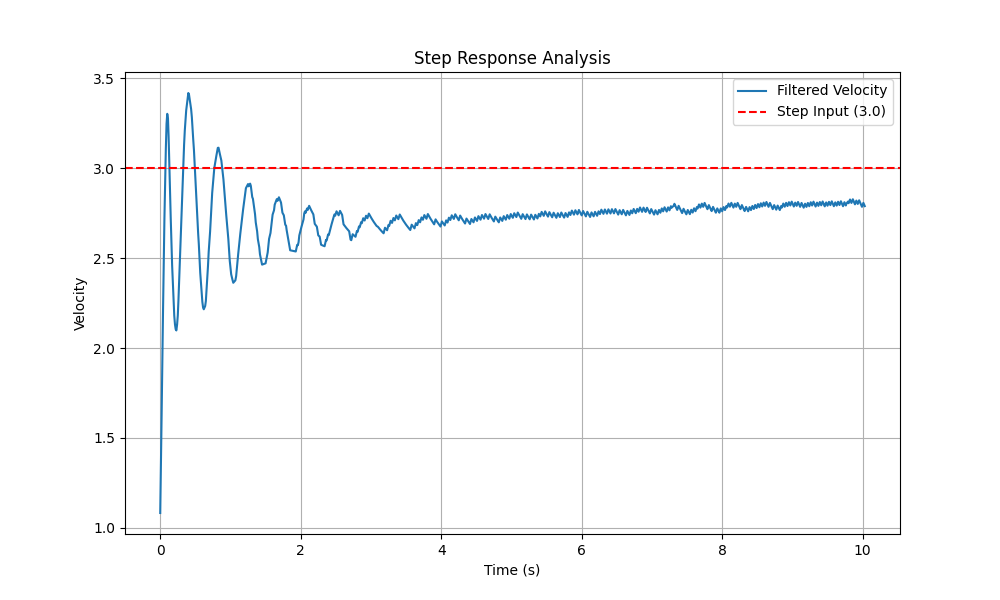 Step Response Analysis
Filtered Velocity
Step Input (3.0)
3.5
3.0
2.5
2.0
1.5
1.0
Velocity
0 2 4 6 8 10
Time (s)